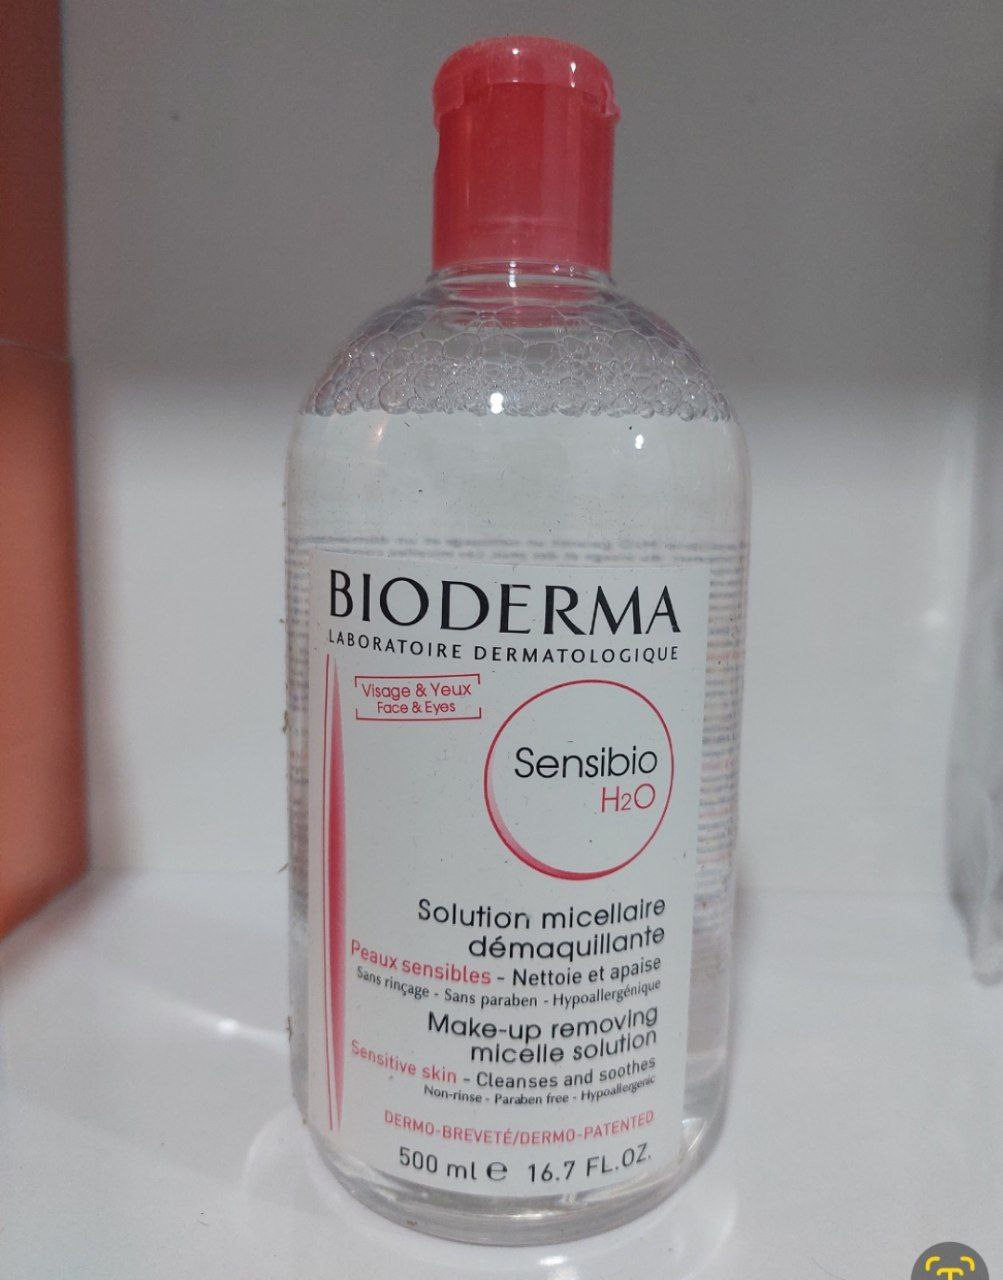 BIODERMA
LABORATOIRE DERMATOLOGIQUE
Visage & Yeux
Face & Eyes
Sensibio
H2O
Solution micellaire
démaquillante
Peaux sensibles - Nettoie et apaise
Sans rinçage - Sans paraben - Hypoallergénique
Make-up removing
micelle solution
Sensitive skin - Cleanses and soothes
Non-rinse - Paraben free - Hypoallergenic
DERMO-BREVETÉ/DERMO-PATENTED
500 ml e 16.7 FL.OZ.